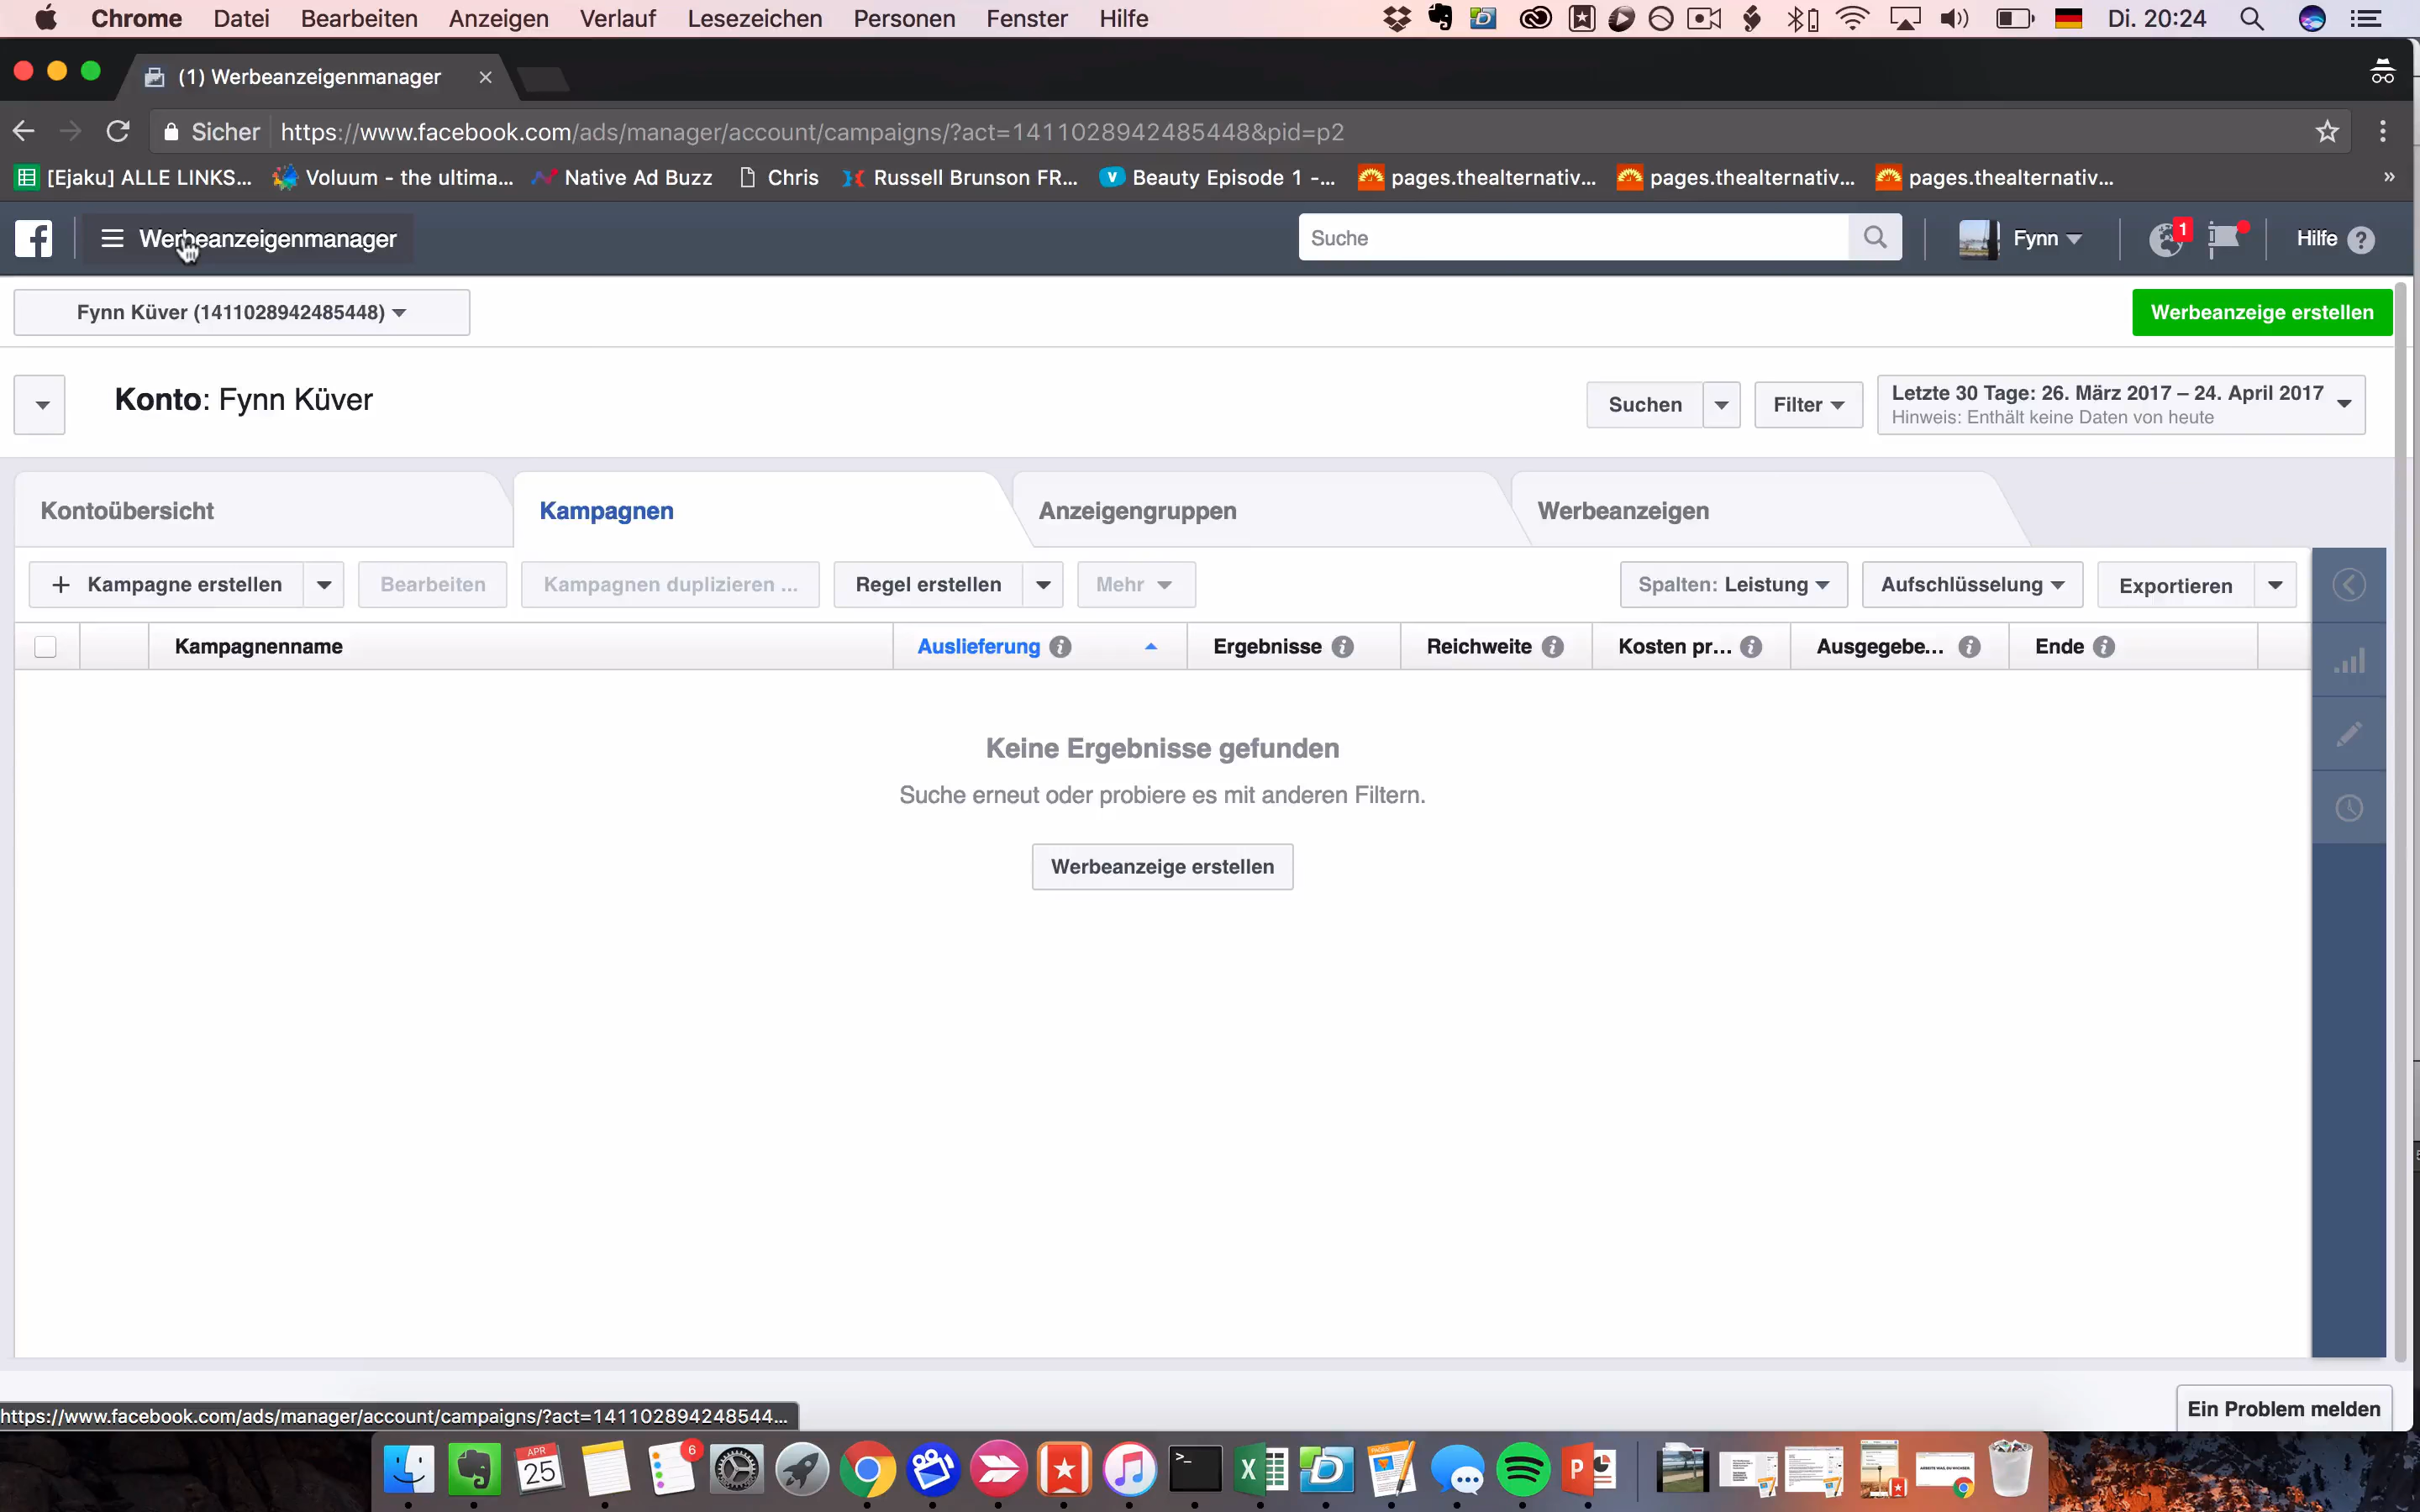 Chrome Datei Bearbeiten Anzeigen Verlauf Lesezeichen Personen Fenster Hilfe Di. 20:24
(1) Werbeanzeigenmanager
Sicher https://www.facebook.com/ads/manager/account/campaigns/?act=1411028942485448&pid=p2
[Ejaku] ALLE LINKS... Voluum - the ultima... Native Ad Buzz Chris Russell Brunson FR... Beauty Episode 1 -... pages.thealternativ... pages.thealternativ... pages.thealternativ... »
Werbeanzeigenmanager Suche Fynn 1 Hilfe ?
Fynn Küver (1411028942485448) Werbeanzeige erstellen
Konto: Fynn Küver Suchen Filter Letzte 30 Tage: 26. März 2017 – 24. April 2017
Hinweis: Enthält keine Daten von heute
Kontoübersicht Kampagnen Anzeigengruppen Werbeanzeigen
+ Kampagne erstellen Bearbeiten Kampagnen duplizieren ... Regel erstellen Mehr Spalten: Leistung Aufschlüsselung Exportieren
Kampagnenname Auslieferung Ergebnisse Reichweite Kosten pr... Ausgegebe... Ende
Keine Ergebnisse gefunden
Suche erneut oder probiere es mit anderen Filtern.
Werbeanzeige erstellen
Ein Problem melden
https://www.facebook.com/ads/manager/account/campaigns/?act=141102894248544...
APR
25
6